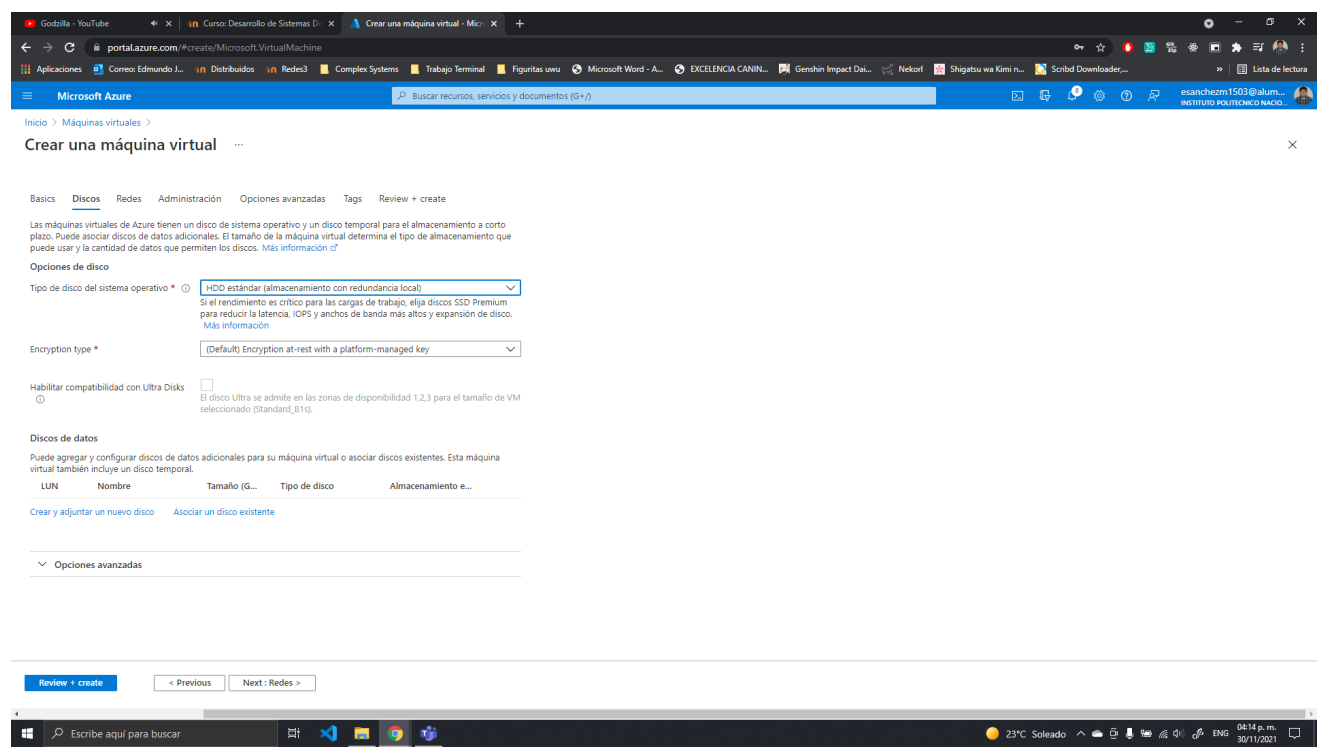 Godzilla - YouTube
Curso: Desarrollo de Sistemas Di
Crear una máquina virtual - Micro
portal.azure.com/#create/Microsoft.VirtualMachine
Aplicaciones
Correo: Edmundo J...
Distribuidos
Redes3
Complex Systems
Trabajo Terminal
Figuritas uwu
Microsoft Word - A...
EXCELENCIA CANIN...
Genshin Impact Dai...
Nekorl
Shigatsu wa Kimi n...
Scribd Downloader,...
»
Lista de lectura
Microsoft Azure
Buscar recursos, servicios y documentos (G+/)
6
esanchezm1503@alum...
INSTITUTO POLITECNICO NACIO...
Inicio > Máquinas virtuales >
Crear una máquina virtual ...
Basics Discos Redes Administración Opciones avanzadas Tags Review + create
Las máquinas virtuales de Azure tienen un disco de sistema operativo y un disco temporal para el almacenamiento a corto
plazo. Puede asociar discos de datos adicionales. El tamaño de la máquina virtual determina el tipo de almacenamiento que
puede usar y la cantidad de datos que permiten los discos. Más información
Opciones de disco
Tipo de disco del sistema operativo * HDD estándar (almacenamiento con redundancia local)
Si el rendimiento es crítico para las cargas de trabajo, elija discos SSD Premium
para reducir la latencia, IOPS y anchos de banda más altos y expansión de disco.
Más información
Encryption type * (Default) Encryption at-rest with a platform-managed key
Habilitar compatibilidad con Ultra Disks
El disco Ultra se admite en las zonas de disponibilidad 1,2,3 para el tamaño de VM
seleccionado (Standard_B1s).
Discos de datos
Puede agregar y configurar discos de datos adicionales para su máquina virtual o asociar discos existentes. Esta máquina
virtual también incluye un disco temporal.
LUN Nombre Tamaño (G... Tipo de disco Almacenamiento e...
Crear y adjuntar un nuevo disco Asociar un disco existente
Opciones avanzadas
Review + create < Previous Next : Redes >
Escribe aquí para buscar
23°C Soleado
ENG
04:14 p. m.
30/11/2021